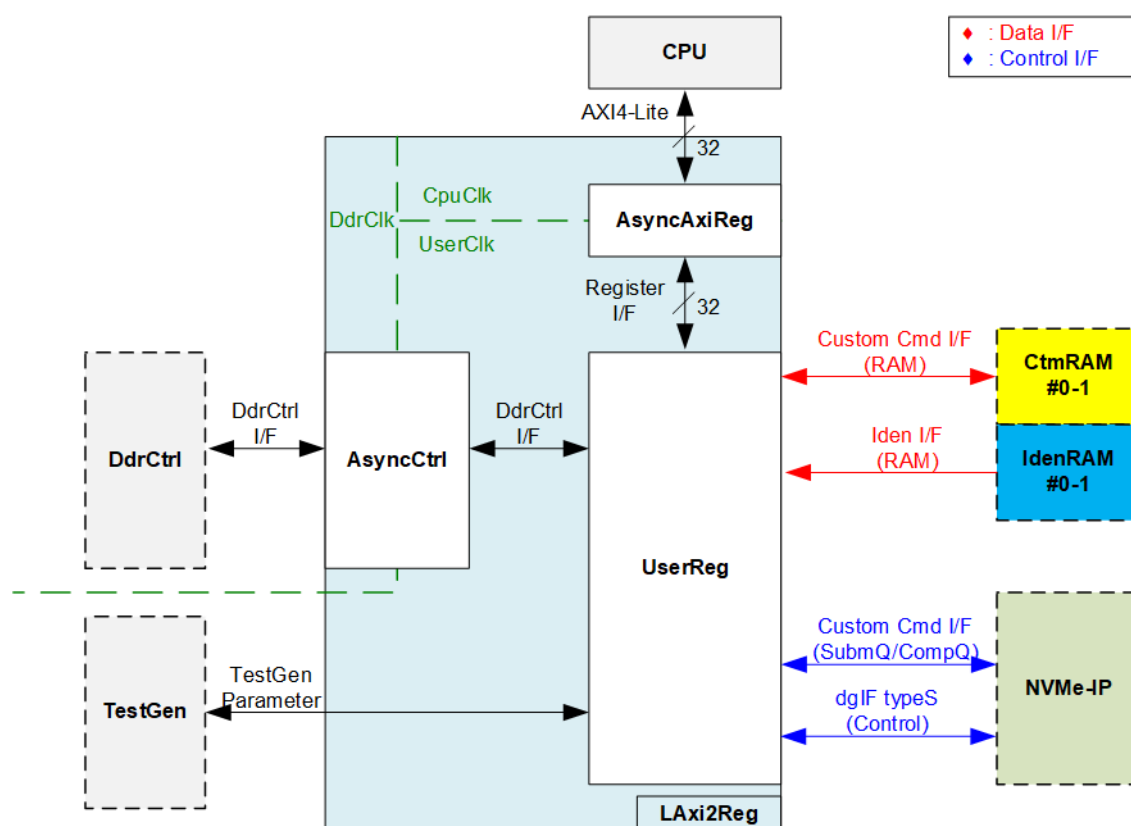 CPU
♦ : Data I/F
♦ : Control I/F
AXI4-Lite
32
CpuClk
DdrClk
UserClk
AsyncAxiReg
Register
I/F
32
Custom Cmd I/F
(RAM)
CtmRAM
#0-1
DdrCtrl
I/F
DdrCtrl
I/F
DdrCtrl
AsyncCtrl
Iden I/F
(RAM)
IdenRAM
#0-1
UserReg
Custom Cmd I/F
(SubmQ/CompQ)
NVMe-IP
TestGen
Parameter
TestGen
dgIF typeS
(Control)
LAxi2Reg